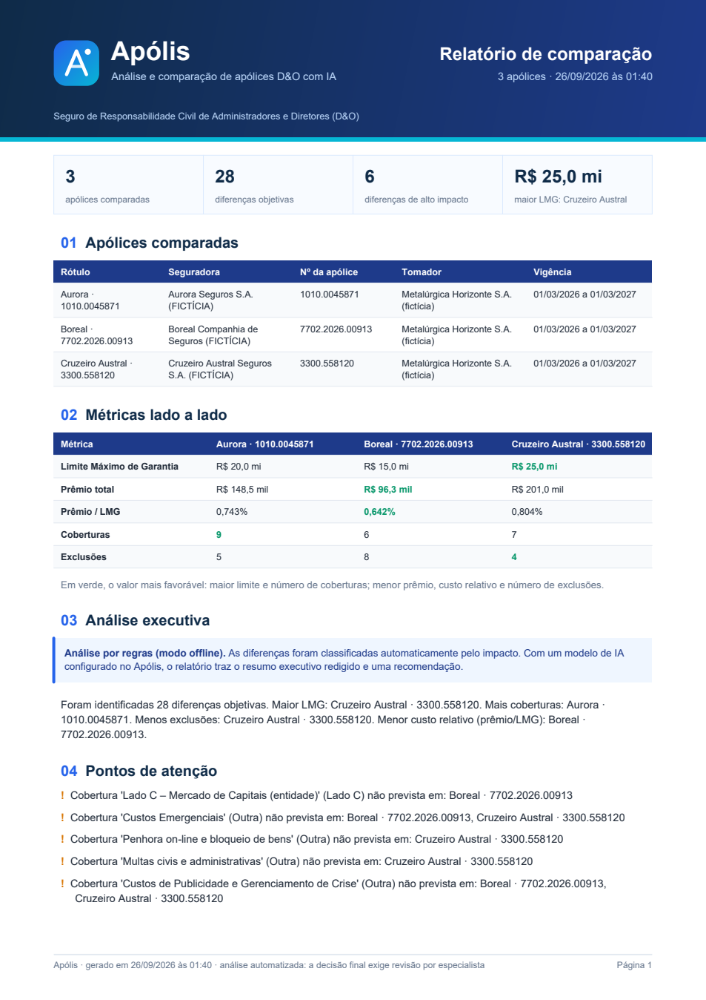 Apólis
Análise e comparação de apólices D&O com IA
Relatório de comparação
3 apólices · 26/09/2026 às 01:40
Seguro de Responsabilidade Civil de Administradores e Diretores (D&O)
3
apólices comparadas
28
diferenças objetivas
6
diferenças de alto impacto
R$ 25,0 mi
maior LMG: Cruzeiro Austral
01 Apólices comparadas
Rótulo Seguradora Nº da apólice Tomador Vigência
Aurora · Aurora Seguros S.A. 1010.0045871 Metalúrgica Horizonte S.A. 01/03/2026 a 01/03/2027
1010.0045871 (FICTÍCIA) (fictícia)
Boreal · Boreal Companhia de 7702.2026.00913 Metalúrgica Horizonte S.A. 01/03/2026 a 01/03/2027
7702.2026.00913 Seguros (FICTÍCIA) (fictícia)
Cruzeiro Austral · Cruzeiro Austral Seguros 3300.558120 Metalúrgica Horizonte S.A. 01/03/2026 a 01/03/2027
3300.558120 S.A. (FICTÍCIA) (fictícia)
02 Métricas lado a lado
Métrica Aurora · 1010.0045871 Boreal · 7702.2026.00913 Cruzeiro Austral · 3300.558120
Limite Máximo de Garantia R$ 20,0 mi R$ 15,0 mi R$ 25,0 mi
Prêmio total R$ 148,5 mil R$ 96,3 mil R$ 201,0 mil
Prêmio / LMG 0,743% 0,642% 0,804%
Coberturas 9 6 7
Exclusões 5 8 4
Em verde, o valor mais favorável: maior limite e número de coberturas; menor prêmio, custo relativo e número de exclusões.
03 Análise executiva
Análise por regras (modo offline). As diferenças foram classificadas automaticamente pelo impacto. Com um modelo de IA
configurado no Apólis, o relatório traz o resumo executivo redigido e uma recomendação.
Foram identificadas 28 diferenças objetivas. Maior LMG: Cruzeiro Austral · 3300.558120. Mais coberturas: Aurora ·
1010.0045871. Menos exclusões: Cruzeiro Austral · 3300.558120. Menor custo relativo (prêmio/LMG): Boreal ·
7702.2026.00913.
04 Pontos de atenção
! Cobertura 'Lado C – Mercado de Capitais (entidade)' (Lado C) não prevista em: Boreal · 7702.2026.00913
! Cobertura 'Custos Emergenciais' (Outra) não prevista em: Boreal · 7702.2026.00913, Cruzeiro Austral · 3300.558120
! Cobertura 'Penhora on-line e bloqueio de bens' (Outra) não prevista em: Cruzeiro Austral · 3300.558120
! Cobertura 'Multas civis e administrativas' (Outra) não prevista em: Cruzeiro Austral · 3300.558120
! Cobertura 'Custos de Publicidade e Gerenciamento de Crise' (Outra) não prevista em: Boreal · 7702.2026.00913,
Cruzeiro Austral · 3300.558120
Apólis · gerado em 26/09/2026 às 01:40 · análise automatizada: a decisão final exige revisão por especialista
Página 1